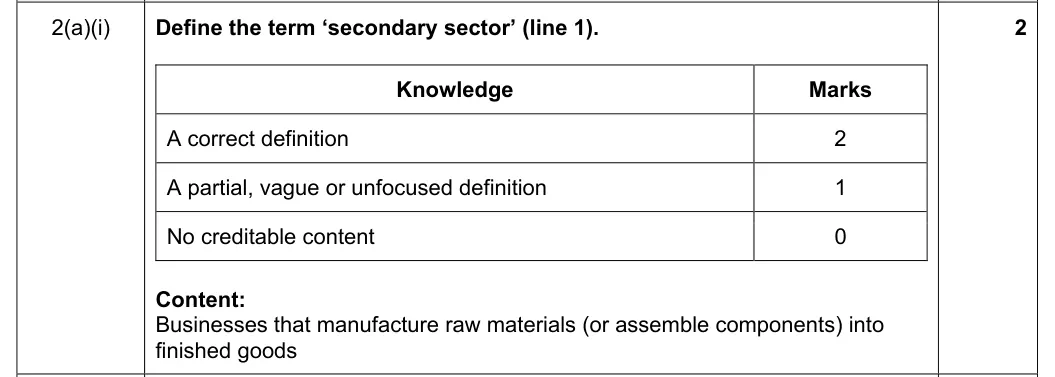 2(a)(i) Define the term ‘secondary sector’ (line 1). 2
Knowledge Marks
A correct definition 2
A partial, vague or unfocused definition 1
No creditable content 0
Content:
Businesses that manufacture raw materials (or assemble components) into
finished goods